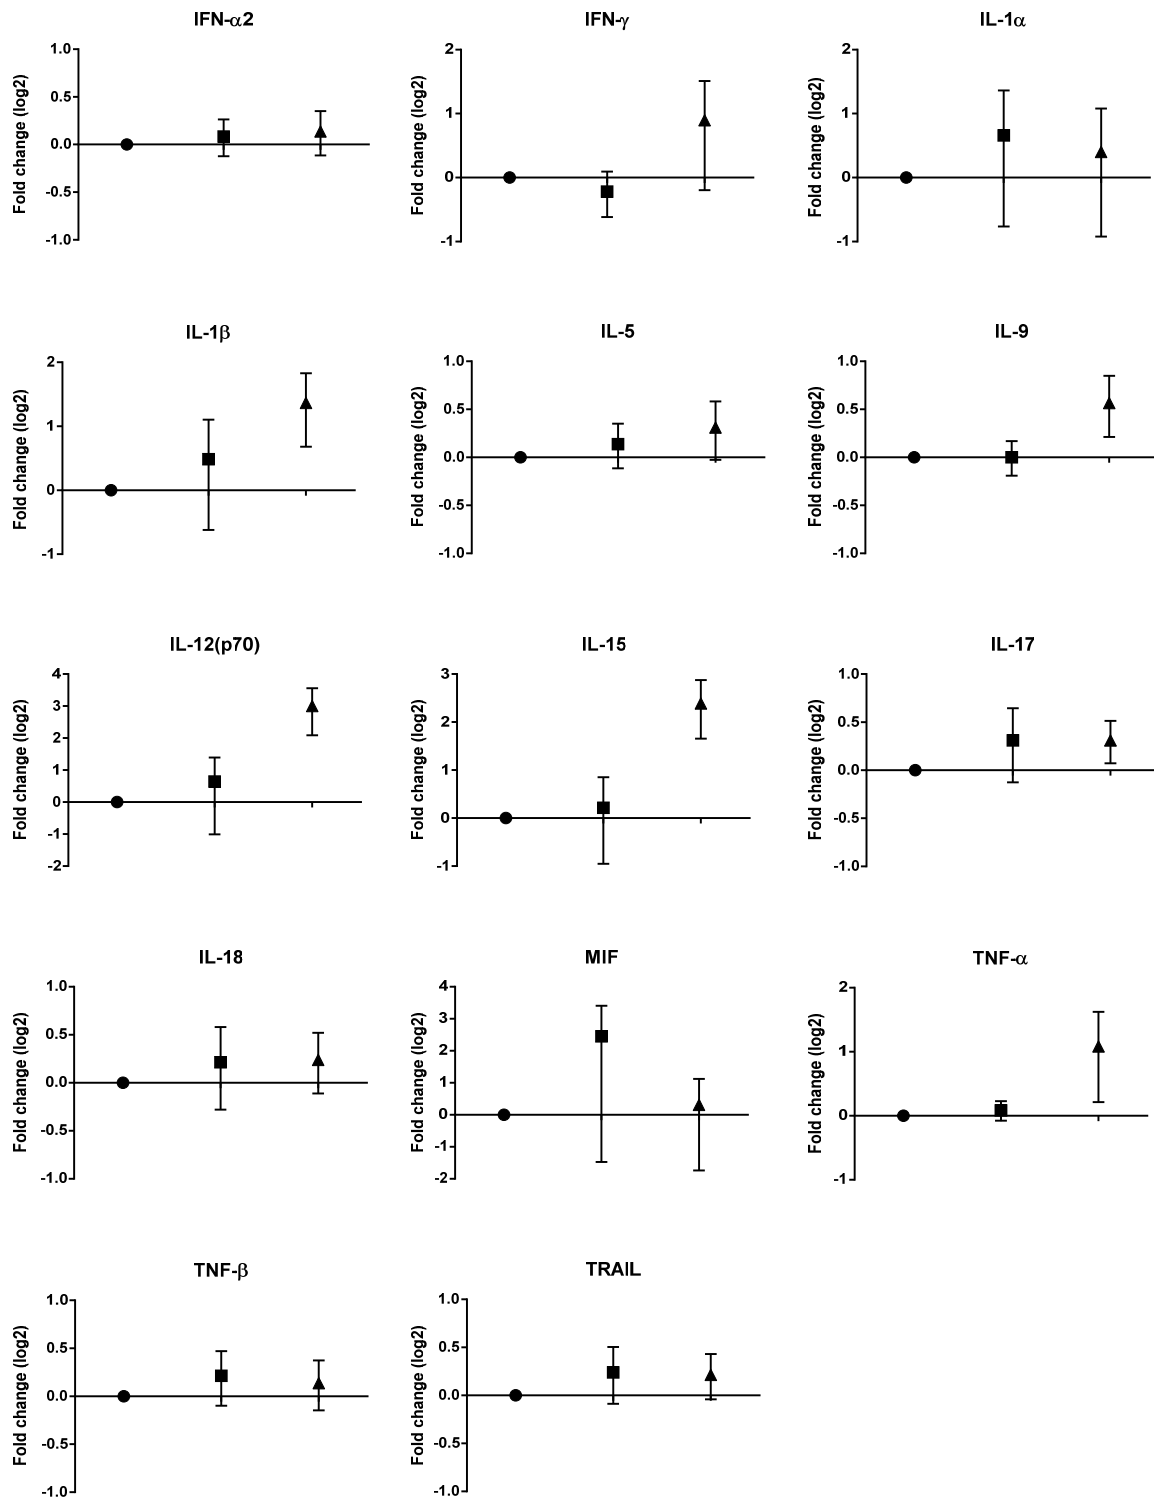 IFN-α2
Fold change (log2)
1.0
0.5
0.0
-0.5
-1.0
IFN-γ
Fold change (log2)
2
1
0
-1
IL-1α
Fold change (log2)
2
1
0
-1
IL-1β
Fold change (log2)
2
1
0
-1
IL-5
Fold change (log2)
1.0
0.5
0.0
-0.5
-1.0
IL-9
Fold change (log2)
1.0
0.5
0.0
-0.5
-1.0
IL-12(p70)
Fold change (log2)
4
3
2
1
0
-1
-2
IL-15
Fold change (log2)
3
2
1
0
-1
IL-17
Fold change (log2)
1.0
0.5
0.0
-0.5
-1.0
IL-18
Fold change (log2)
1.0
0.5
0.0
-0.5
-1.0
MIF
Fold change (log2)
4
3
2
1
0
-1
-2
TNF-α
Fold change (log2)
2
1
0
-1
TNF-β
Fold change (log2)
1.0
0.5
0.0
-0.5
-1.0
TRAIL
Fold change (log2)
1.0
0.5
0.0
-0.5
-1.0